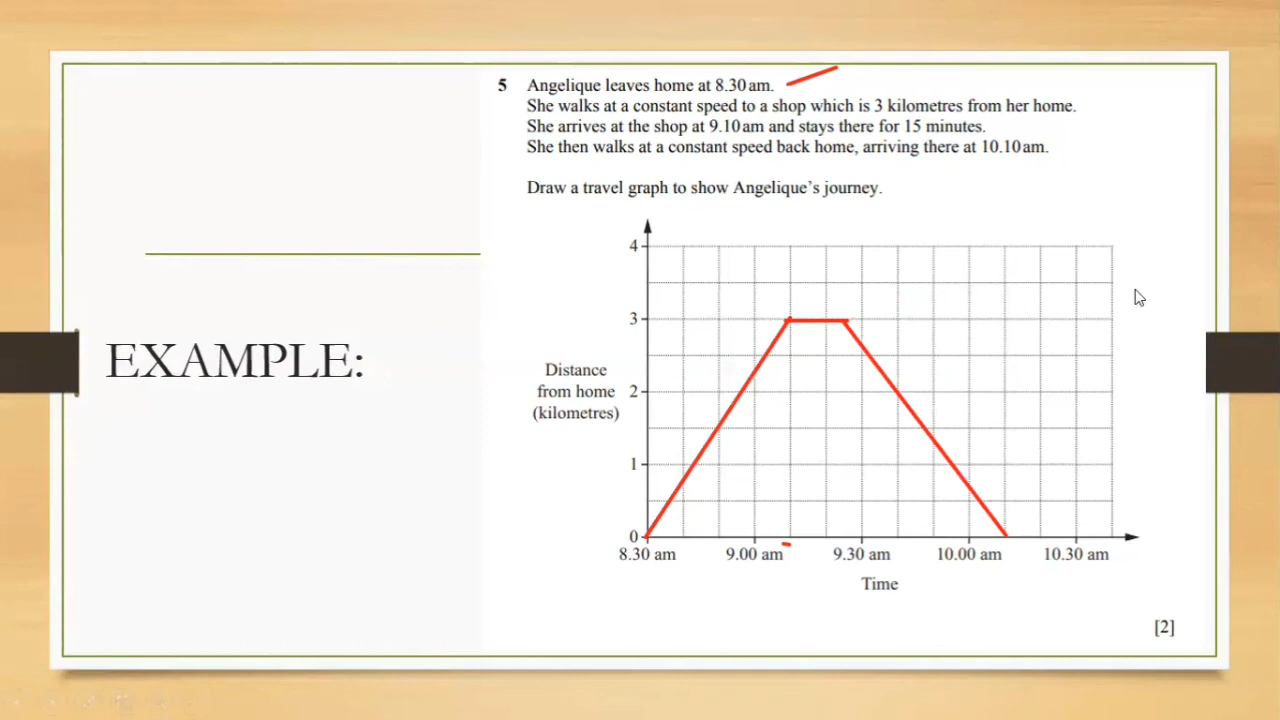 EXAMPLE:
5 Angelique leaves home at 8.30 am.
She walks at a constant speed to a shop which is 3 kilometres from her home.
She arrives at the shop at 9.10 am and stays there for 15 minutes.
She then walks at a constant speed back home, arriving there at 10.10 am.
Draw a travel graph to show Angelique's journey.
4
3
2
1
0
Distance
from home
(kilometres)
8.30 am 9.00 am 9.30 am 10.00 am 10.30 am
Time
[2]